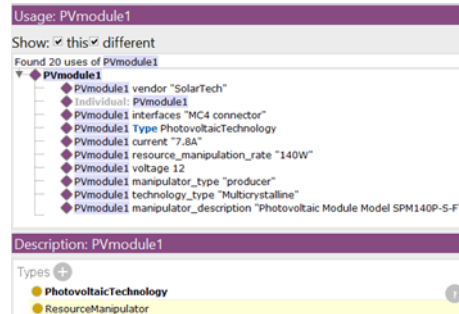 Usage: PVmodule1
Show: this different
Found 20 uses of PVmodule1
PVmodule1
PVmodule1 vendor "SolarTech"
Individual: PVmodule1
PVmodule1 interfaces "MC4 connector"
PVmodule1 Type PhotovoltaicTechnology
PVmodule1 current "7.8A"
PVmodule1 resource_manipulation_rate "140W"
PVmodule1 voltage 12
PVmodule1 manipulator_type "producer"
PVmodule1 technology_type "Multicrystalline"
PVmodule1 manipulator_description "Photovoltaic Module Model SPM140P-S-F
Description: PVmodule1
Types
PhotovoltaicTechnology
?
ResourceManipulator